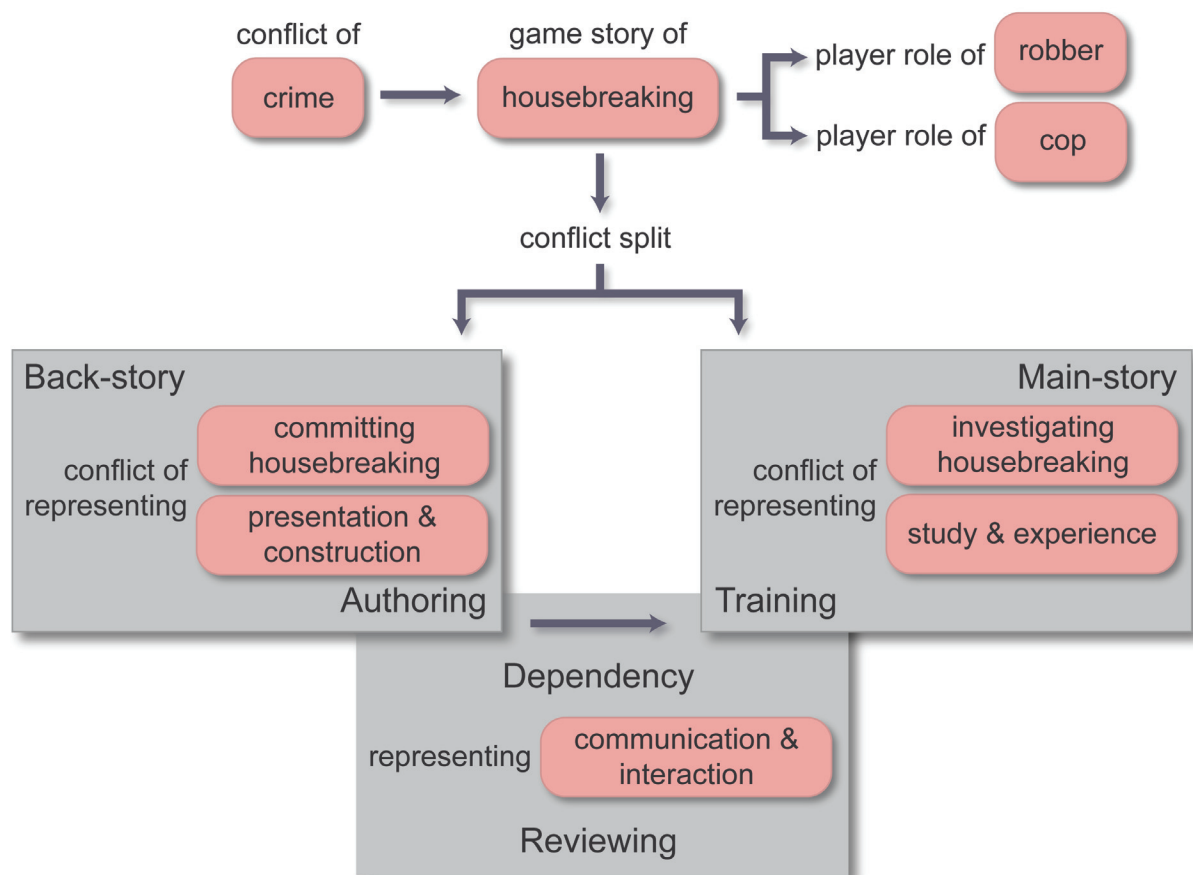 conflict of
crime
game story of
housebreaking
player role of
robber
player role of
cop
conflict split
Back-story
conflict of
representing
committing
housebreaking
presentation &
construction
Authoring
Main-story
conflict of
representing
investigating
housebreaking
study & experience
Training
Dependency
representing
communication &
interaction
Reviewing